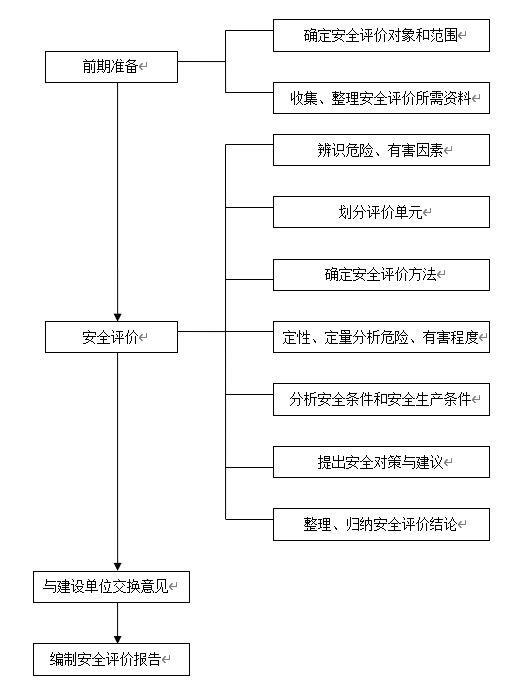 确定安全评价对象和范围
前期准备
收集、整理安全评价所需资料
辨识危险、有害因素
划分评价单元
确定安全评价方法
安全评价
定性、定量分析危险、有害程度
分析安全条件和安全生产条件
提出安全对策与建议
整理、归纳安全评价结论
与建设单位交换意见
编制安全评价报告